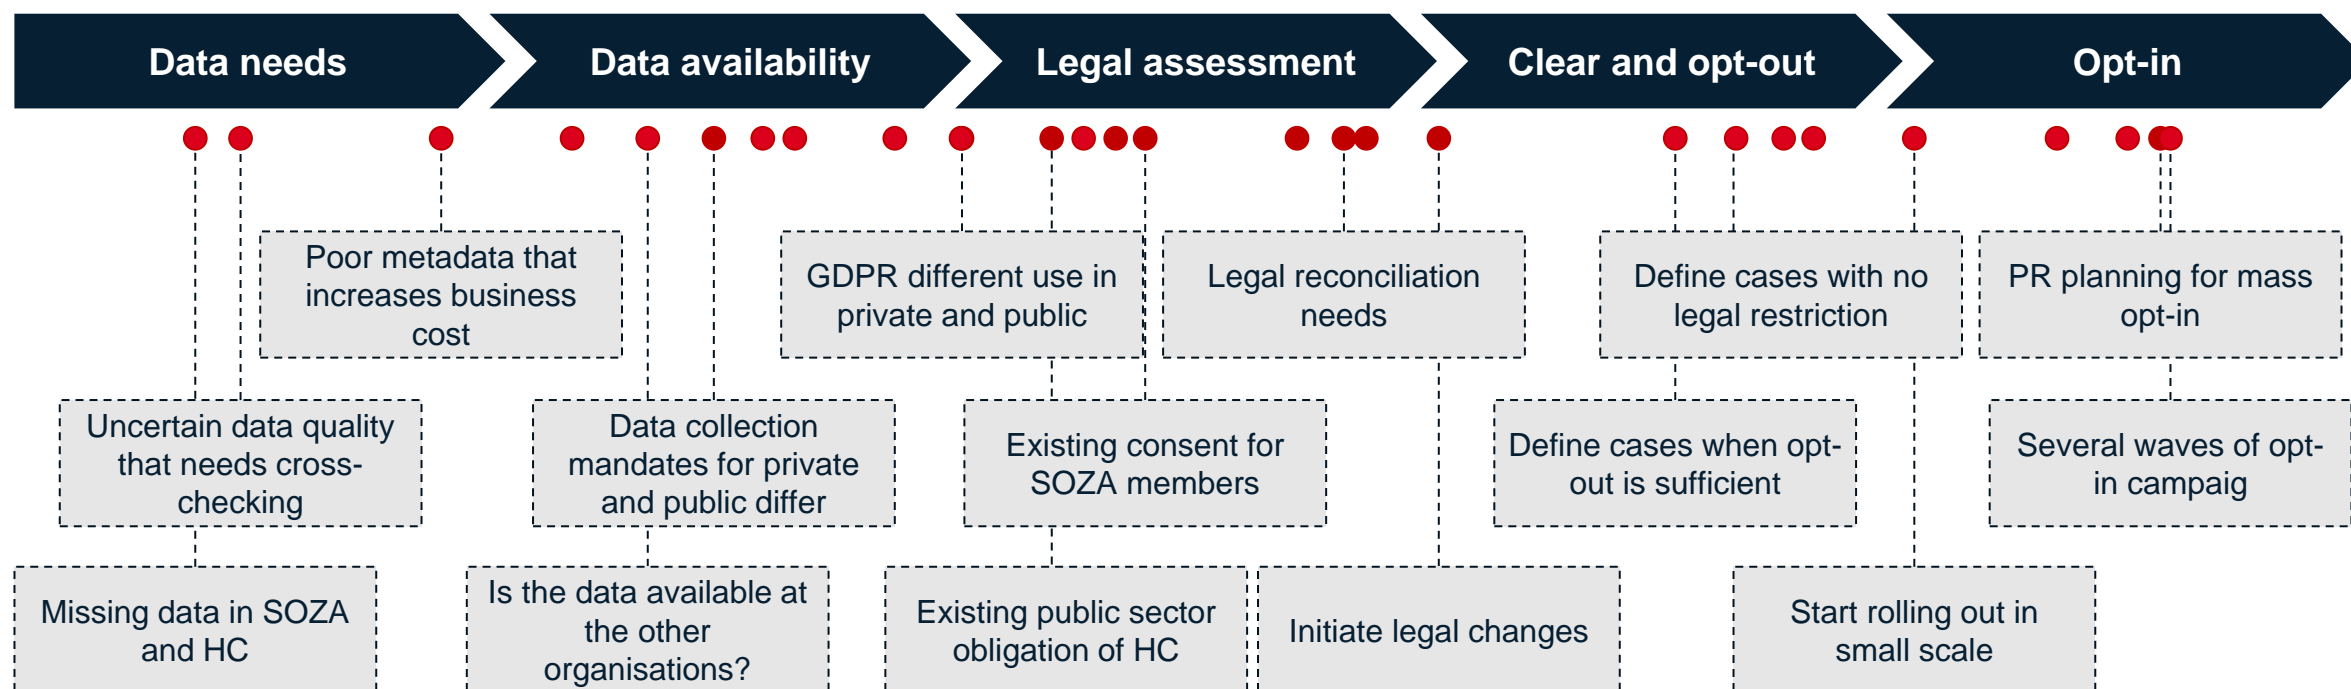 Data needs
Data availability
Legal assessment
Clear and opt-out
Opt-in
Poor metadata that
increases business
cost
GDPR different use in
private and public
Legal reconciliation
needs
Define cases with no
legal restriction
PR planning for mass
opt-in
Uncertain data quality
that needs cross-
checking
Data collection
mandates for private
and public differ
Existing consent for
SOZA members
Define cases when opt-
out is sufficient
Several waves of opt-
in campaig
Missing data in SOZA
and HC
Is the data available at
the other
organisations?
Existing public sector
obligation of HC
Initiate legal changes
Start rolling out in
small scale